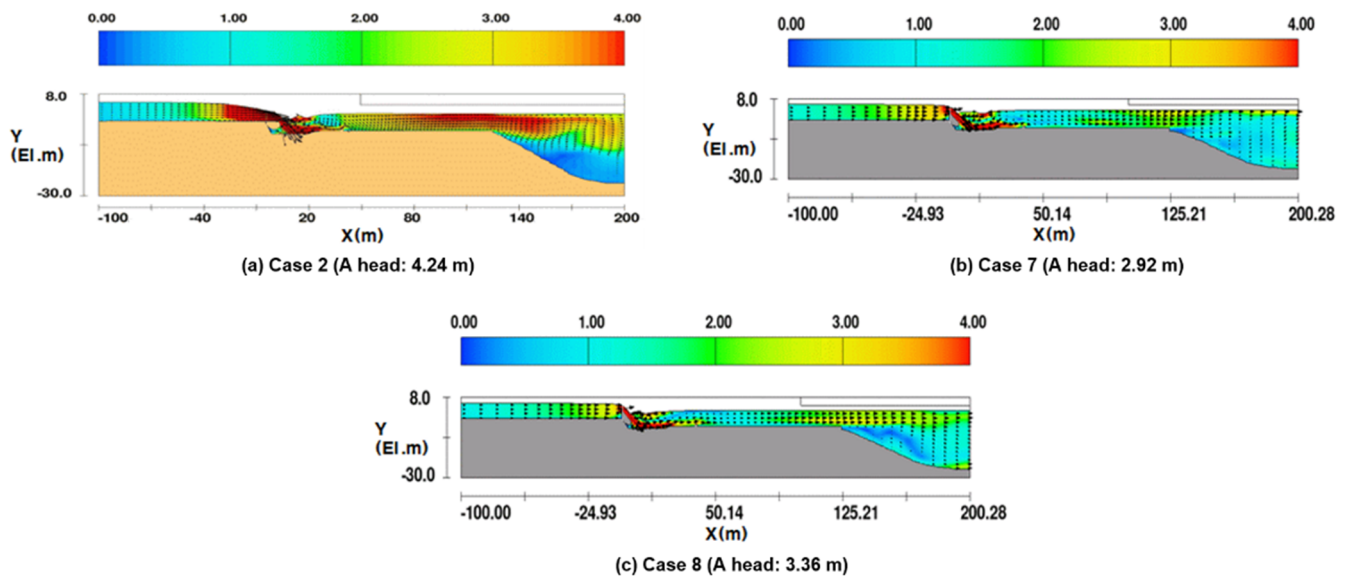 0.00 1.00 2.00 3.00 4.00
8.0
Y
(El.m)
-30.0
-100 -40 20 80 140 200
X(m)
(a) Case 2 (A head: 4.24 m)
0.00 1.00 2.00 3.00 4.00
8.0
Y
(El.m)
-30.0
-100.00 -24.93 50.14 125.21 200.28
X(m)
(b) Case 7 (A head: 2.92 m)
0.00 1.00 2.00 3.00 4.00
8.0
Y
(El.m)
-30.0
-100.00 -24.93 50.14 125.21 200.28
X(m)
(c) Case 8 (A head: 3.36 m)